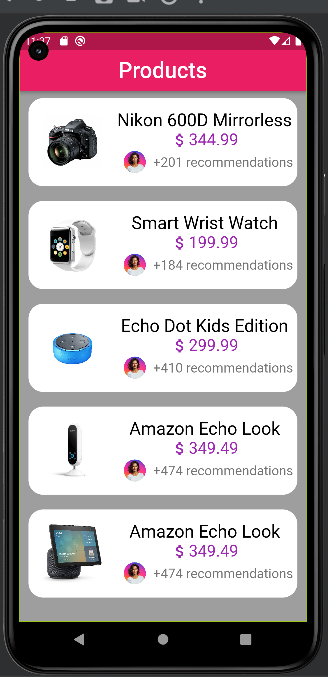 11:37
Products
Nikon 600D Mirrorless
$ 344.99
+201 recommendations
Smart Wrist Watch
$ 199.99
+184 recommendations
Echo Dot Kids Edition
$ 299.99
+410 recommendations
Amazon Echo Look
$ 349.49
+474 recommendations
Amazon Echo Look
$ 349.49
+474 recommendations